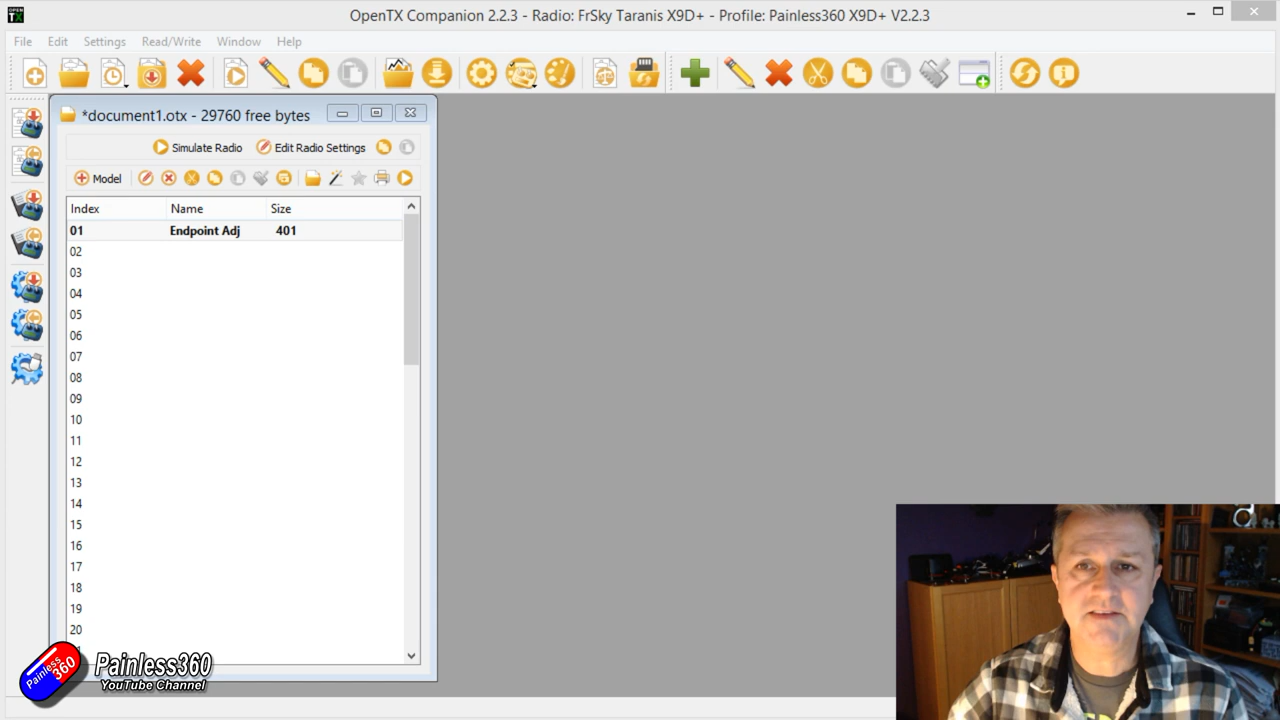 OPEN
TX
OpenTX Companion 2.2.3 - Radio: FrSky Taranis X9D+ - Profile: Painless360 X9D+ V2.2.3
File Edit Settings Read/Write Window Help
*document1.otx - 29760 free bytes
Simulate Radio Edit Radio Settings
Model
Index Name Size
01 Endpoint Adj 401
02
03
04
05
06
07
08
09
10
11
12
13
14
15
16
17
18
19
20
Painless
360
Painless360
YouTube Channel